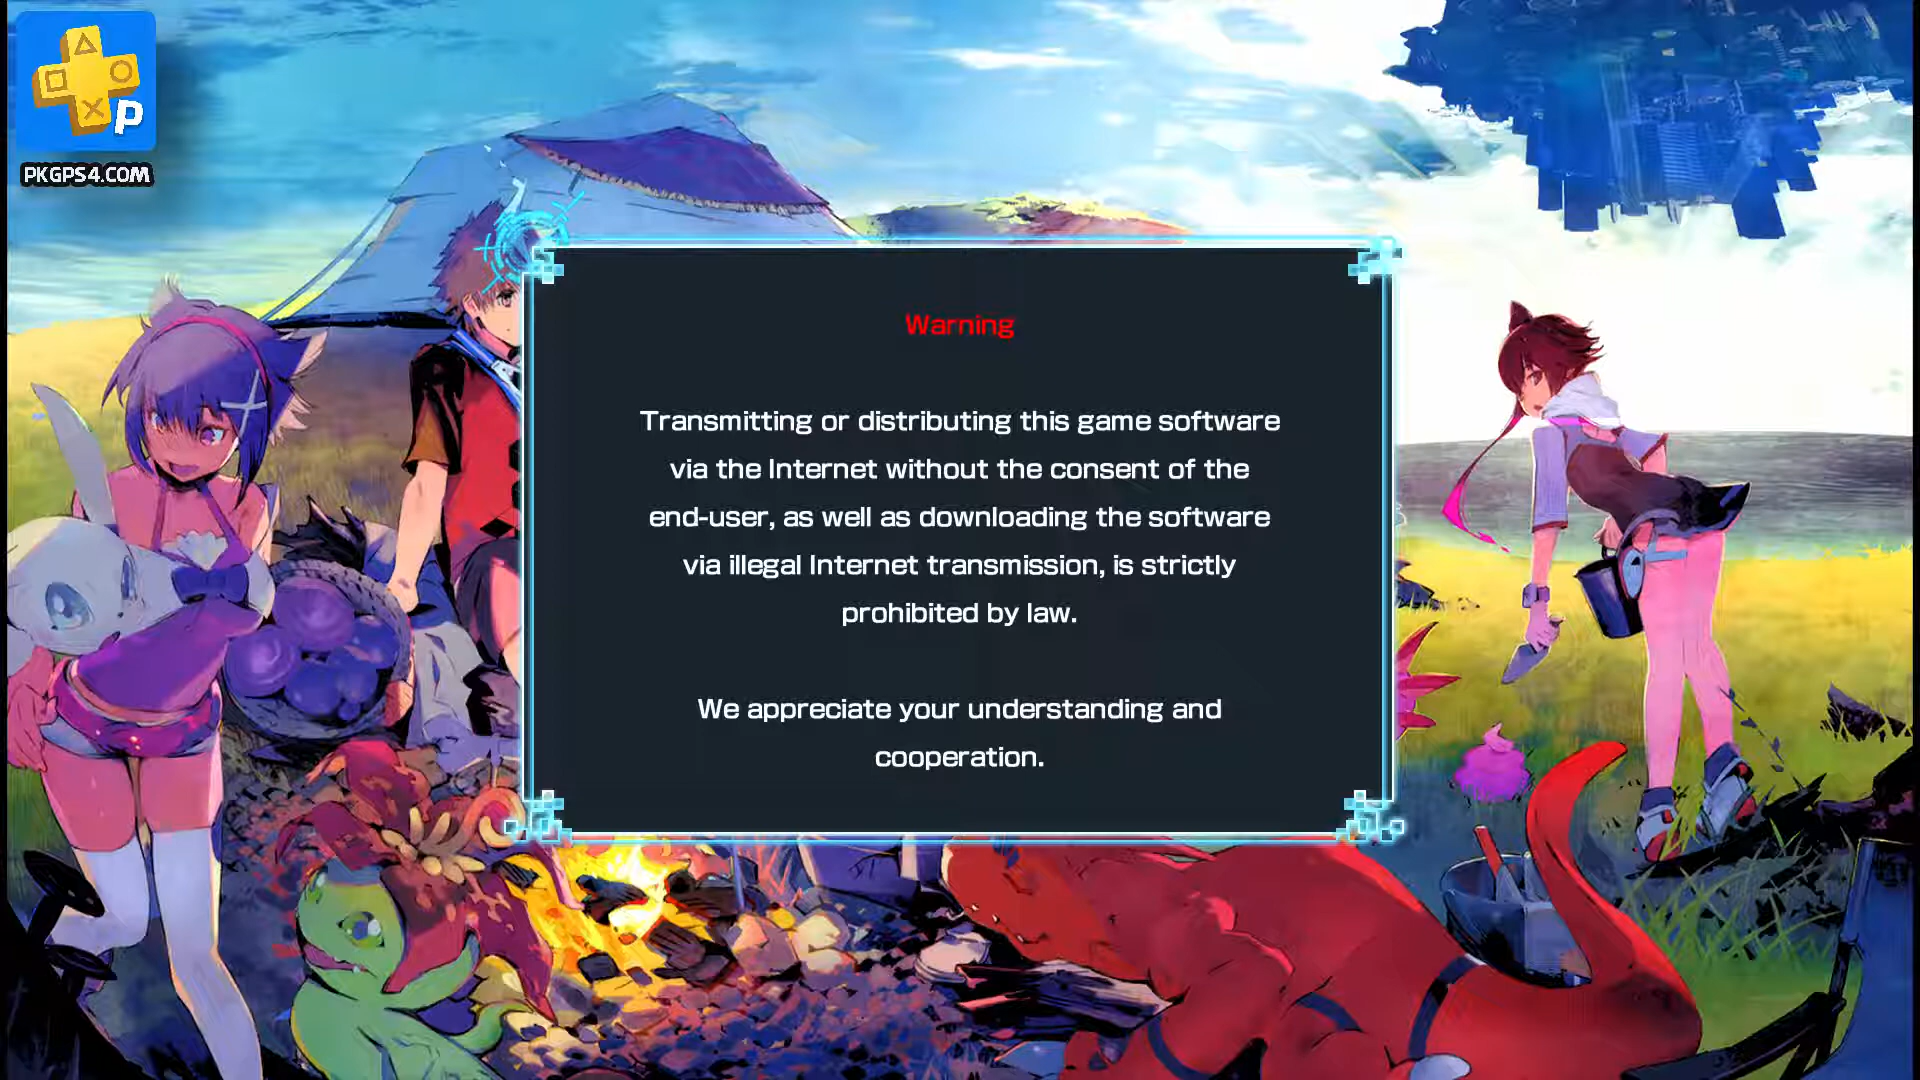 P
PKGPS4.COM
Warning
Transmitting or distributing this game software
via the Internet without the consent of the
end-user, as well as downloading the software
via illegal Internet transmission, is strictly
prohibited by law.
We appreciate your understanding and
cooperation.